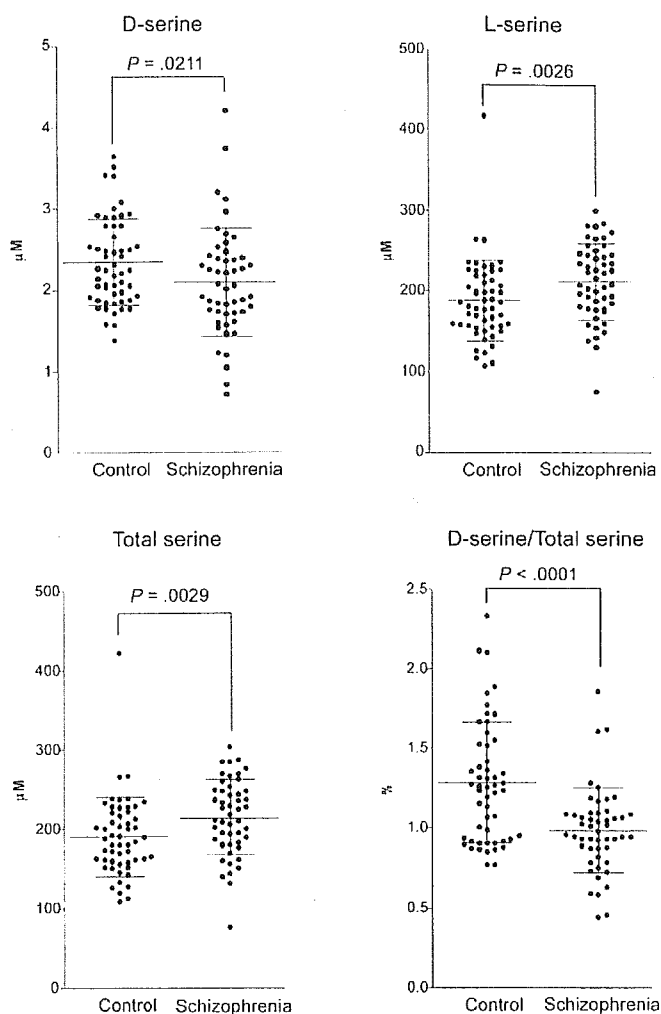 D-serine
5
P = .0211
4
3
μM
2
1
0
Control Schizophrenia
L-serine
500
P = .0026
400
300
μM
200
100
0
Control Schizophrenia
Total serine
500
P = .0029
400
300
μM
200
100
0
Control Schizophrenia
D-serine/Total serine
2.5
P < .0001
2.0
1.5
%
1.0
0.5
0.0
Control Schizophrenia